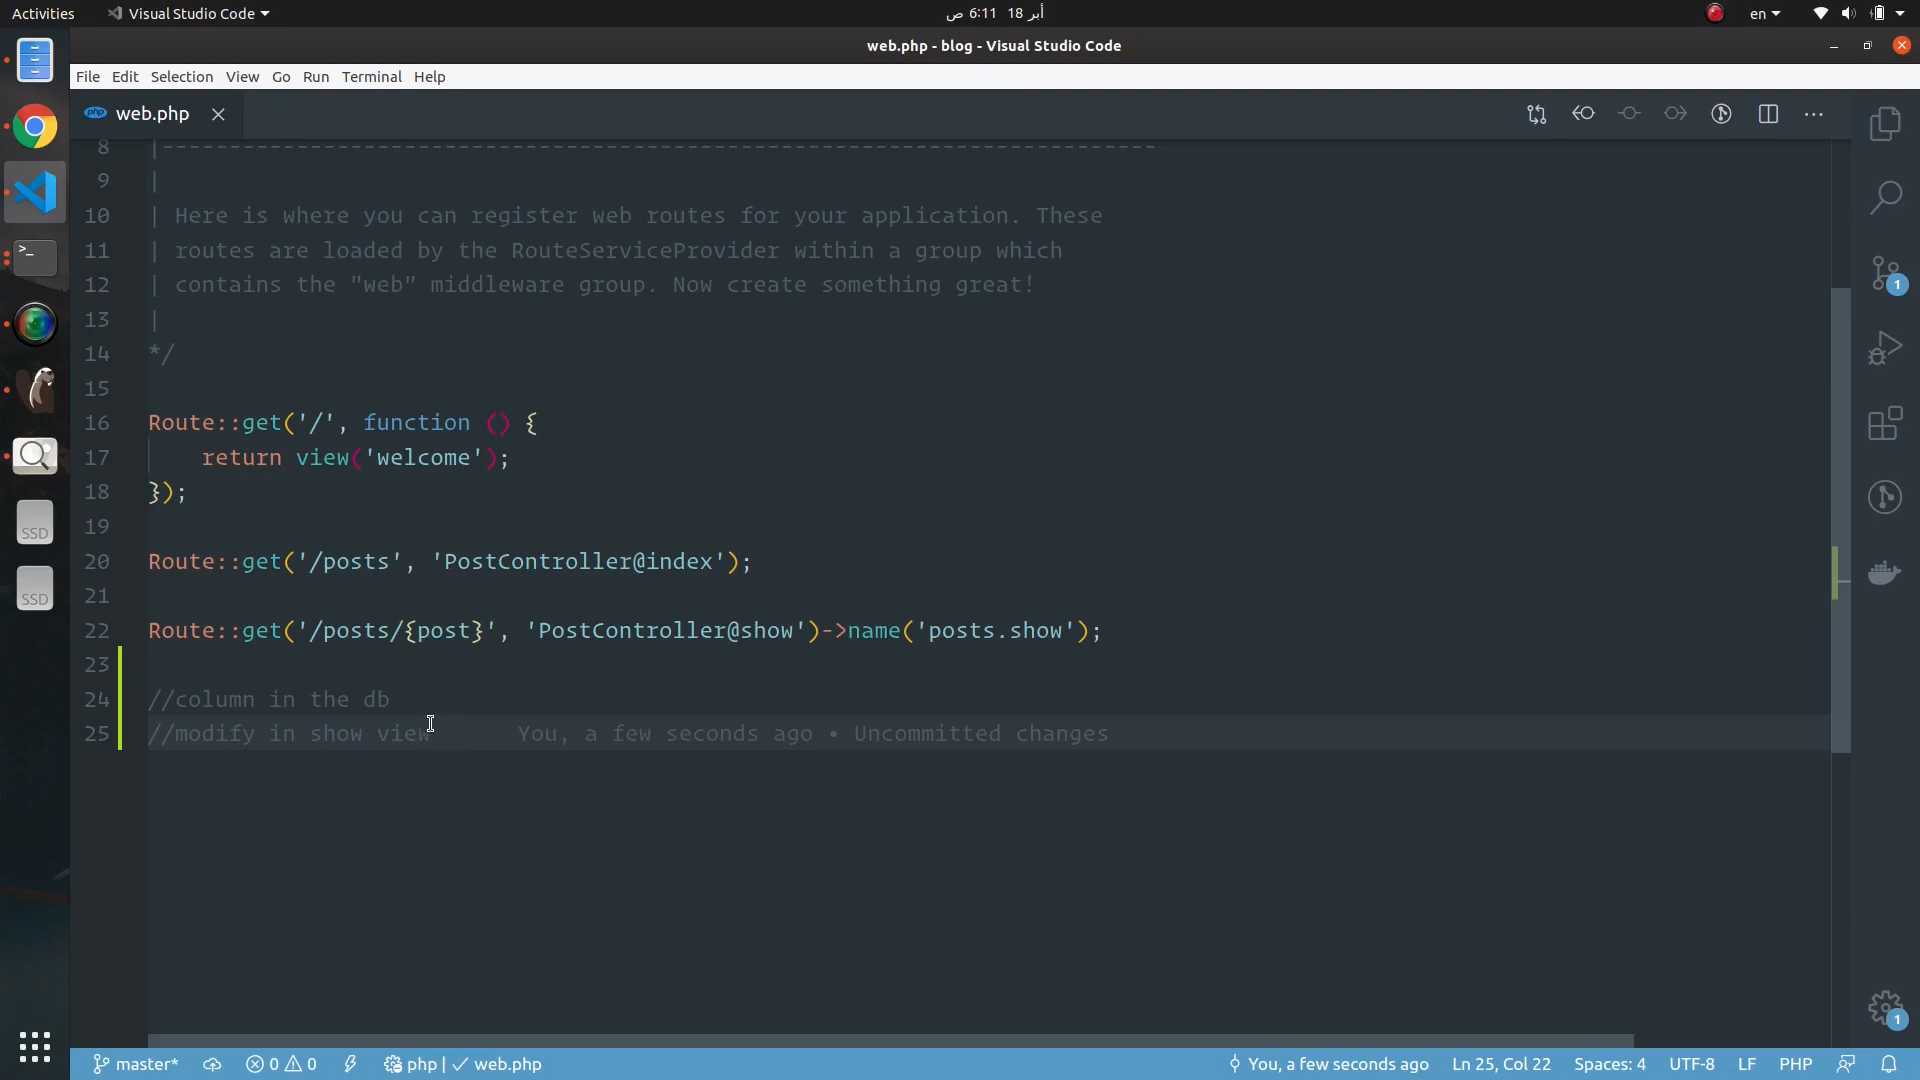 Activities
Visual Studio Code
أبر 18 6:11 ص
en
web.php - blog - Visual Studio Code
File Edit Selection View Go Run Terminal Help
php web.php
8 |--------------------------------------------------------------------------
9 |
10 | Here is where you can register web routes for your application. These
11 | routes are loaded by the RouteServiceProvider within a group which
12 | contains the "web" middleware group. Now create something great!
13 |
14 */
15
16 Route::get('/', function () {
17     return view('welcome');
18 });
19
20 Route::get('/posts', 'PostController@index');
21
22 Route::get('/posts/{post}', 'PostController@show')->name('posts.show');
23
24 //column in the db
25 //modify in show view You, a few seconds ago • Uncommitted changes
1
SSD
SSD
1
master* 0 0 php | ✓ web.php You, a few seconds ago Ln 25, Col 22 Spaces: 4 UTF-8 LF PHP